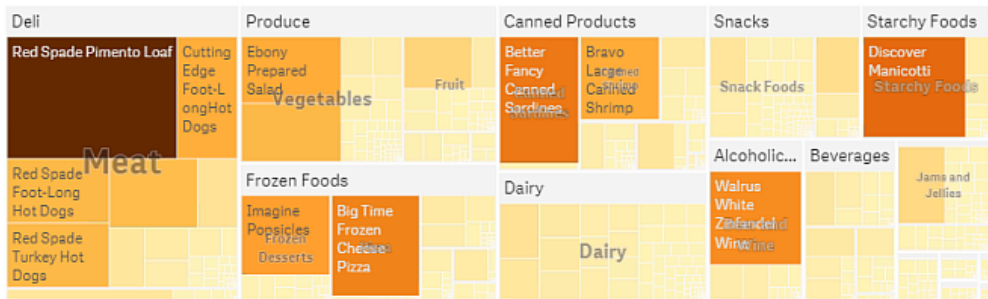 Deli
Produce
Canned Products
Snacks
Starchy Foods
Red Spade Pimento Loaf
Cutting
Edge
Foot-L
ongHot
Dogs
Meat
Red Spade
Foot-Long
Hot Dogs
Red Spade
Turkey Hot
Dogs
Ebony
Prepared
Salad
Vegetables
Fruit
Frozen Foods
Imagine
Popsicles
Frozen
Desserts
Big Time
Frozen
Cheese
Pizza
Better
Fancy
Canned
Sardines
Bravo
Large
Canned
Shrimp
Dairy
Dairy
Snack Foods
Discover
Manicotti
Starchy Foods
Alcoholic...
Beverages
Walrus
White
Zinfandel
Wine
Wine
Jams and
Jellies